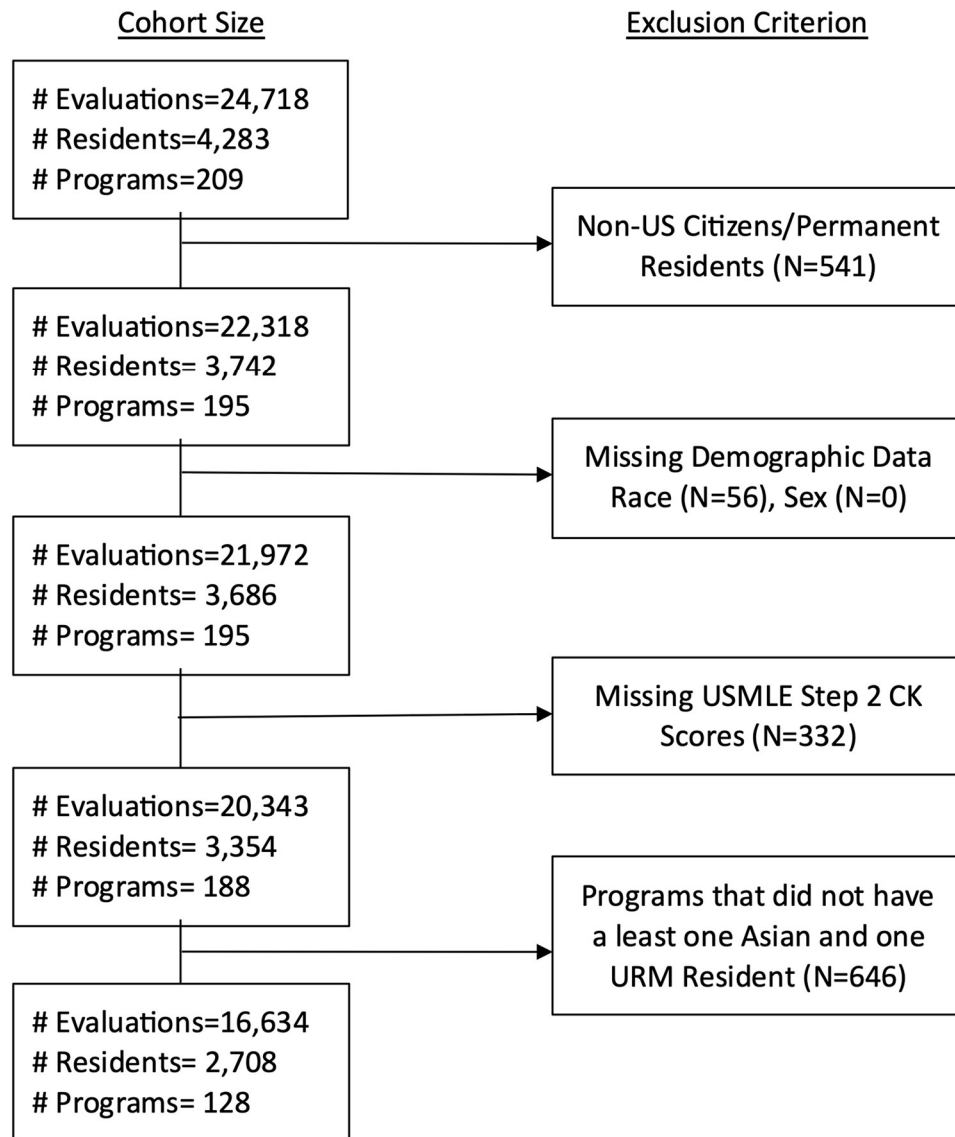 Cohort Size
Exclusion Criterion
# Evaluations=24,718
# Residents=4,283
# Programs=209
Non-US Citizens/Permanent
Residents (N=541)
# Evaluations=22,318
# Residents= 3,742
# Programs= 195
Missing Demographic Data
Race (N=56), Sex (N=0)
# Evaluations=21,972
# Residents= 3,686
# Programs= 195
Missing USMLE Step 2 CK
Scores (N=332)
# Evaluations=20,343
# Residents= 3,354
# Programs= 188
Programs that did not have
a least one Asian and one
URM Resident (N=646)
# Evaluations=16,634
# Residents= 2,708
# Programs= 128